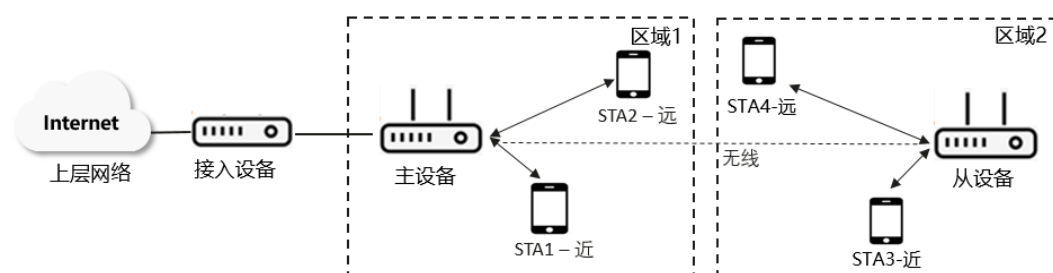 区域1
区域2
Internet
上层网络
接入设备
主设备
STA2 – 远
STA1 – 近
无线
STA4-远
STA3-近
从设备